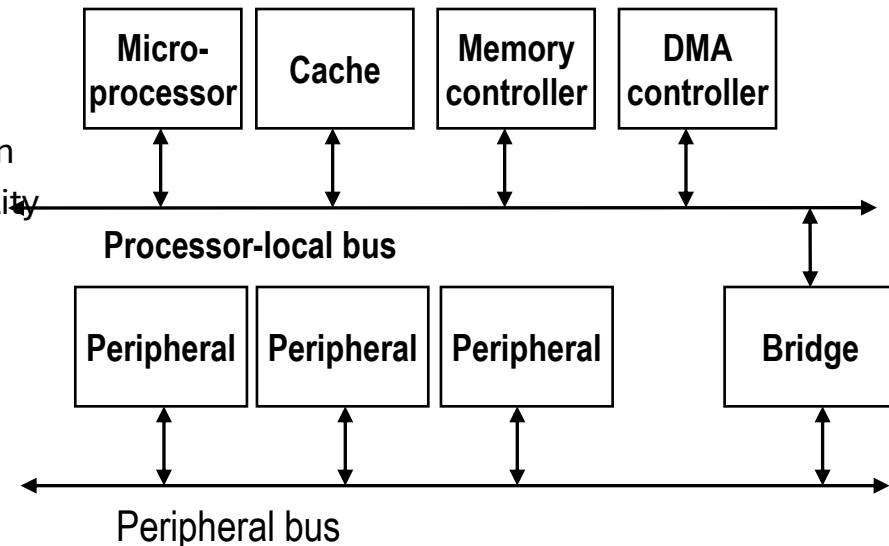 Micro-
processor
Cache
Memory
controller
DMA
controller
Processor-local bus
Peripheral
Peripheral
Peripheral
Bridge
Peripheral bus